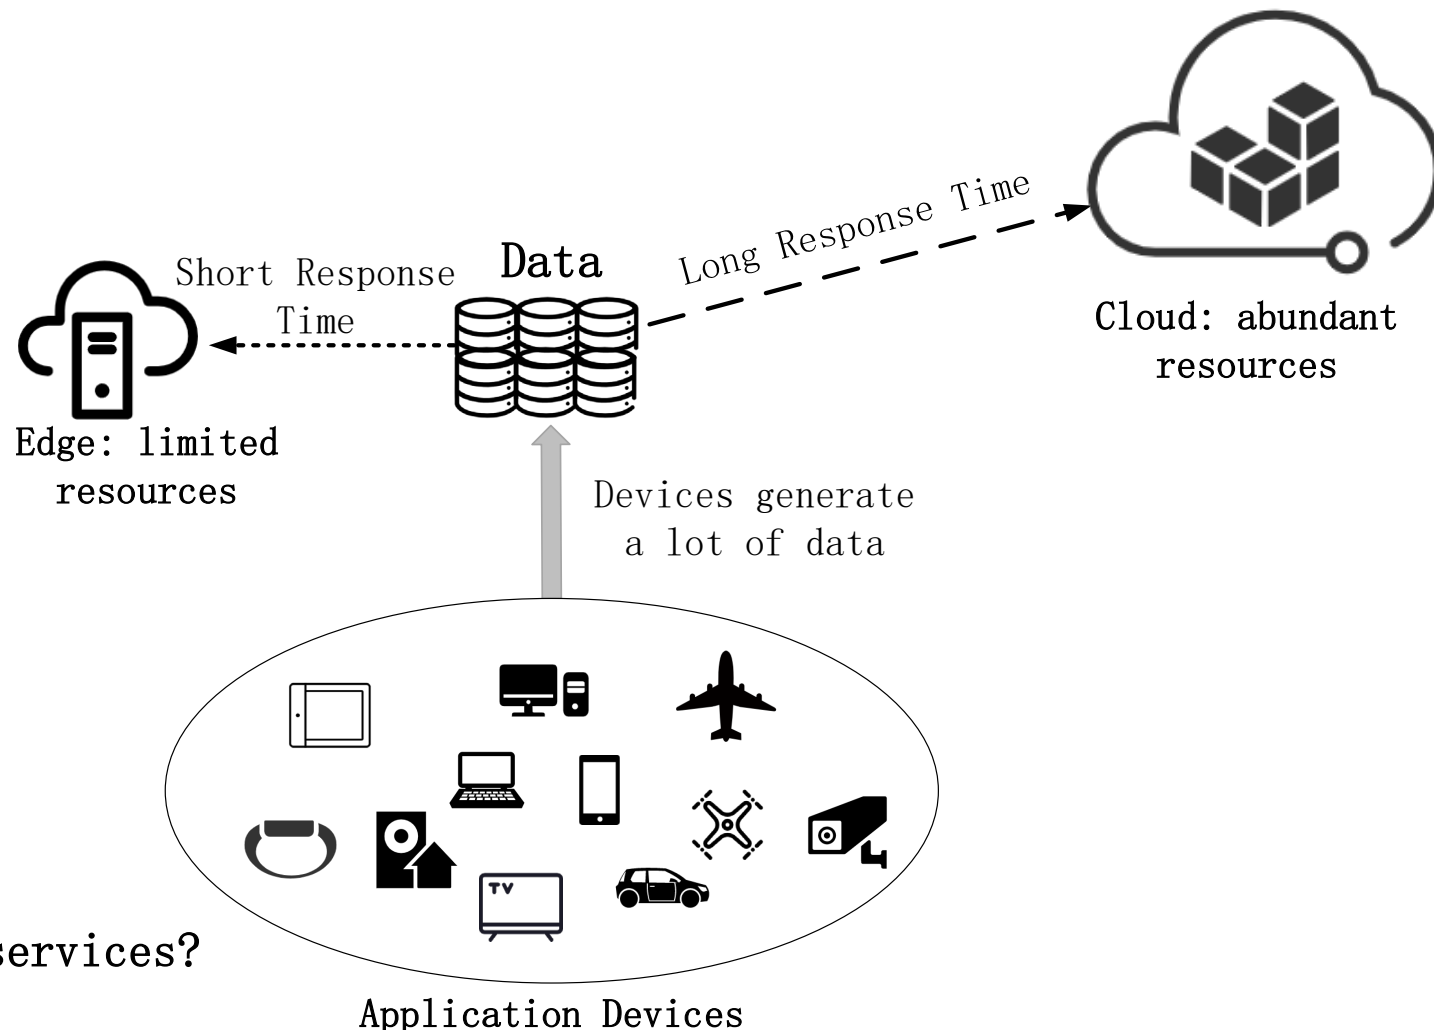 Data
Short Response
Time
Long Response Time
Cloud: abundant
resources
Edge: limited
resources
Devices generate
a lot of data
TV
services?
Application Devices